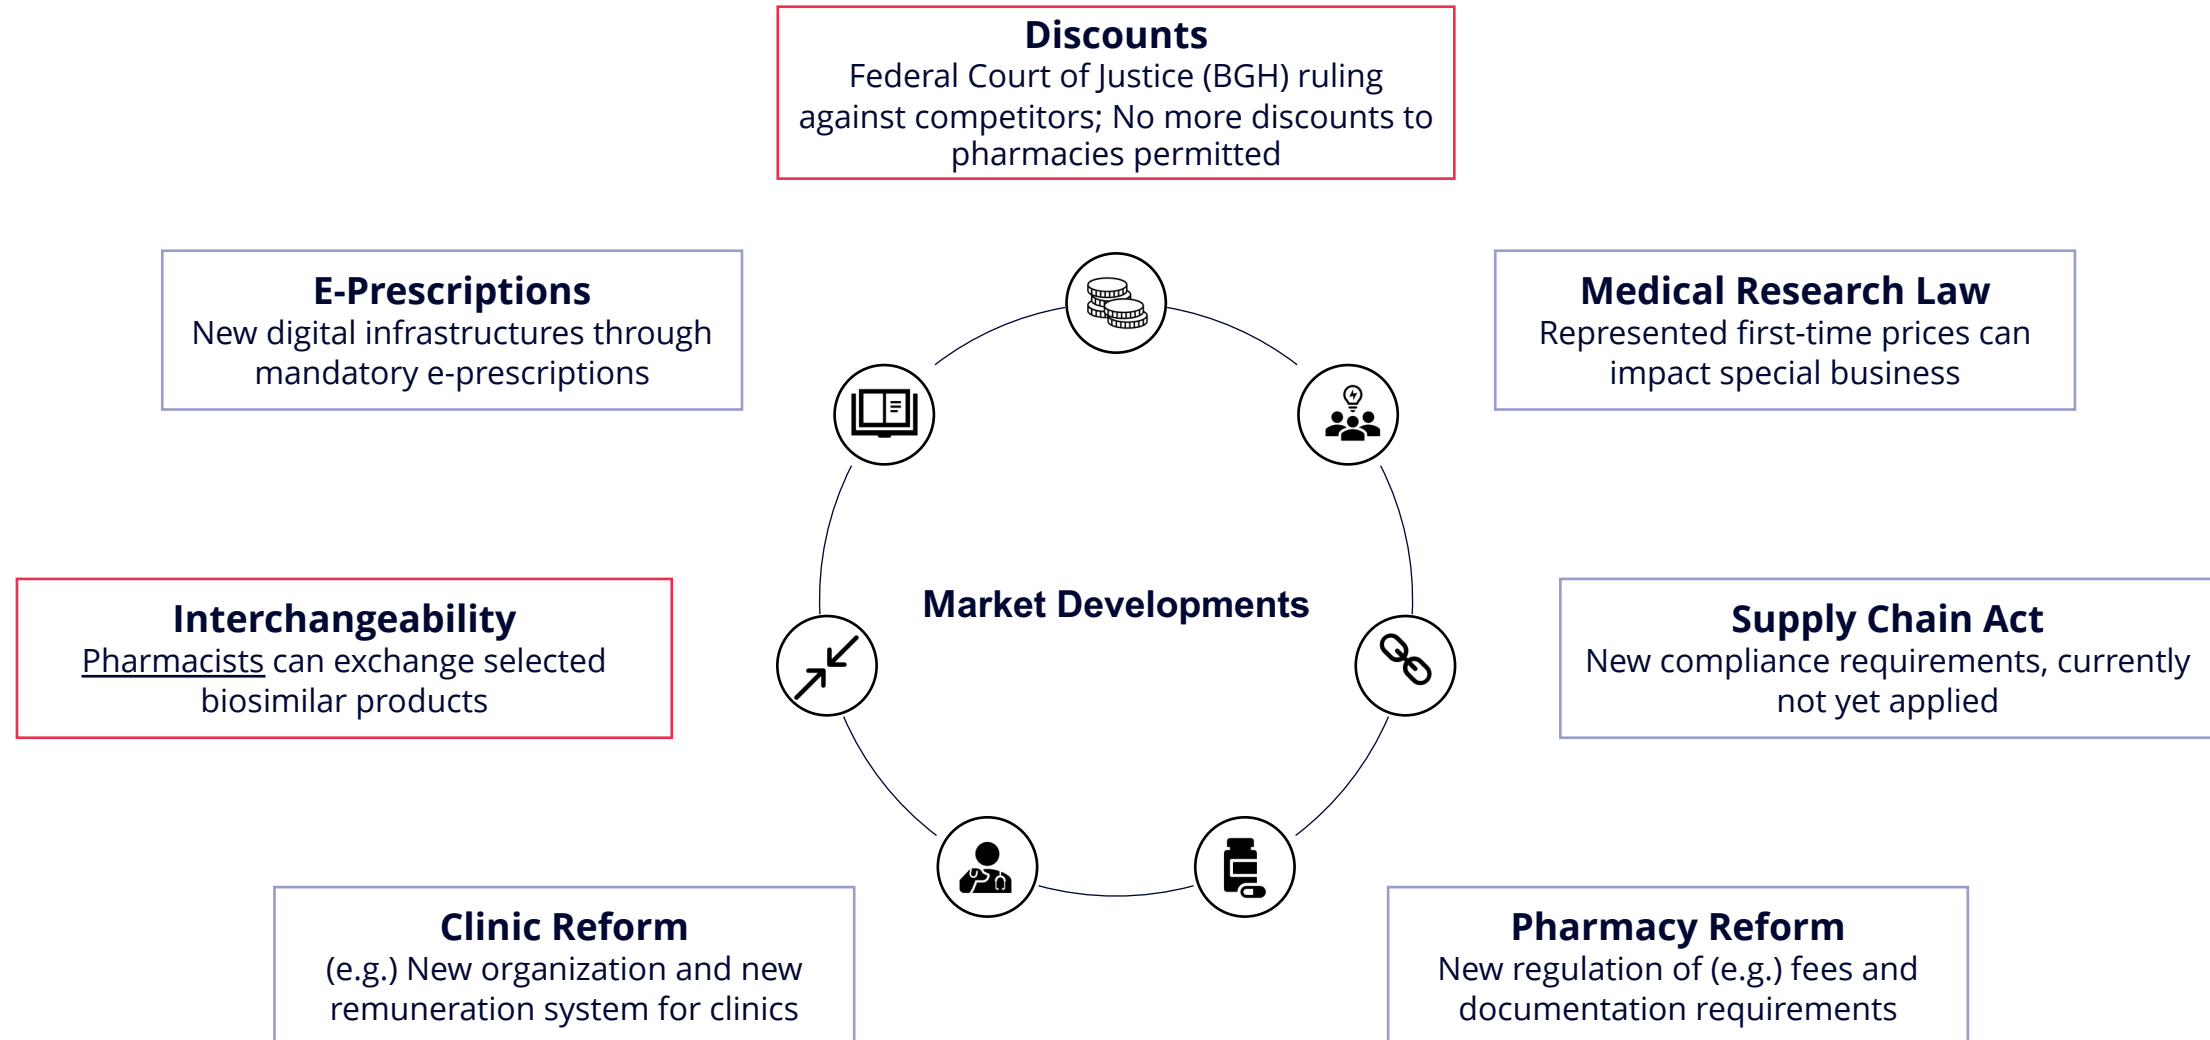 Discounts
Federal Court of Justice (BGH) ruling
against competitors; No more discounts to
pharmacies permitted
E-Prescriptions
New digital infrastructures through
mandatory e-prescriptions
Medical Research Law
Represented first-time prices can
impact special business
Market Developments
Interchangeability
Pharmacists can exchange selected
biosimilar products
Supply Chain Act
New compliance requirements, currently
not yet applied
Clinic Reform
(e.g.) New organization and new
remuneration system for clinics
Pharmacy Reform
New regulation of (e.g.) fees and
documentation requirements